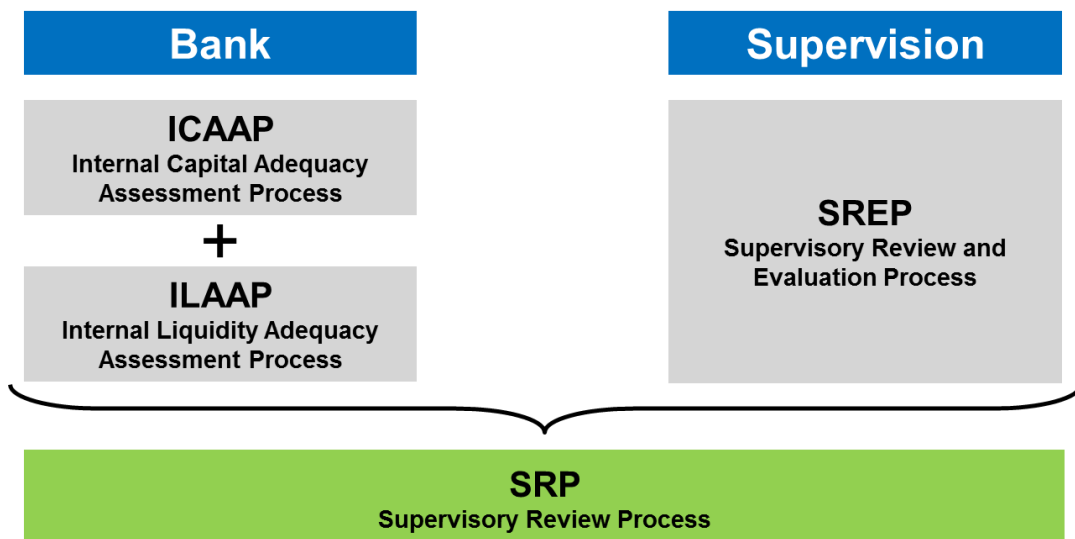 Bank
ICAAP
Internal Capital Adequacy
Assessment Process
+
ILAAP
Internal Liquidity Adequacy
Assessment Process
Supervision
SREP
Supervisory Review and
Evaluation Process
SRP
Supervisory Review Process